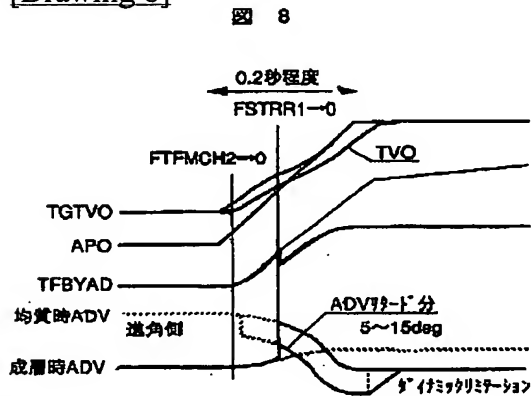 [Drawing 8]
図 8
0.2秒程度
FSTRR1→0
FTFMCH2→0
TVO
TGTVO
APO
TFBYAD
均質時ADV
進角側
ADVﾘﾀｰﾄﾞ分
5~15deg
成層時ADV
ﾀﾞｲﾅﾐｯｸﾘﾐﾃｰｼｮﾝ